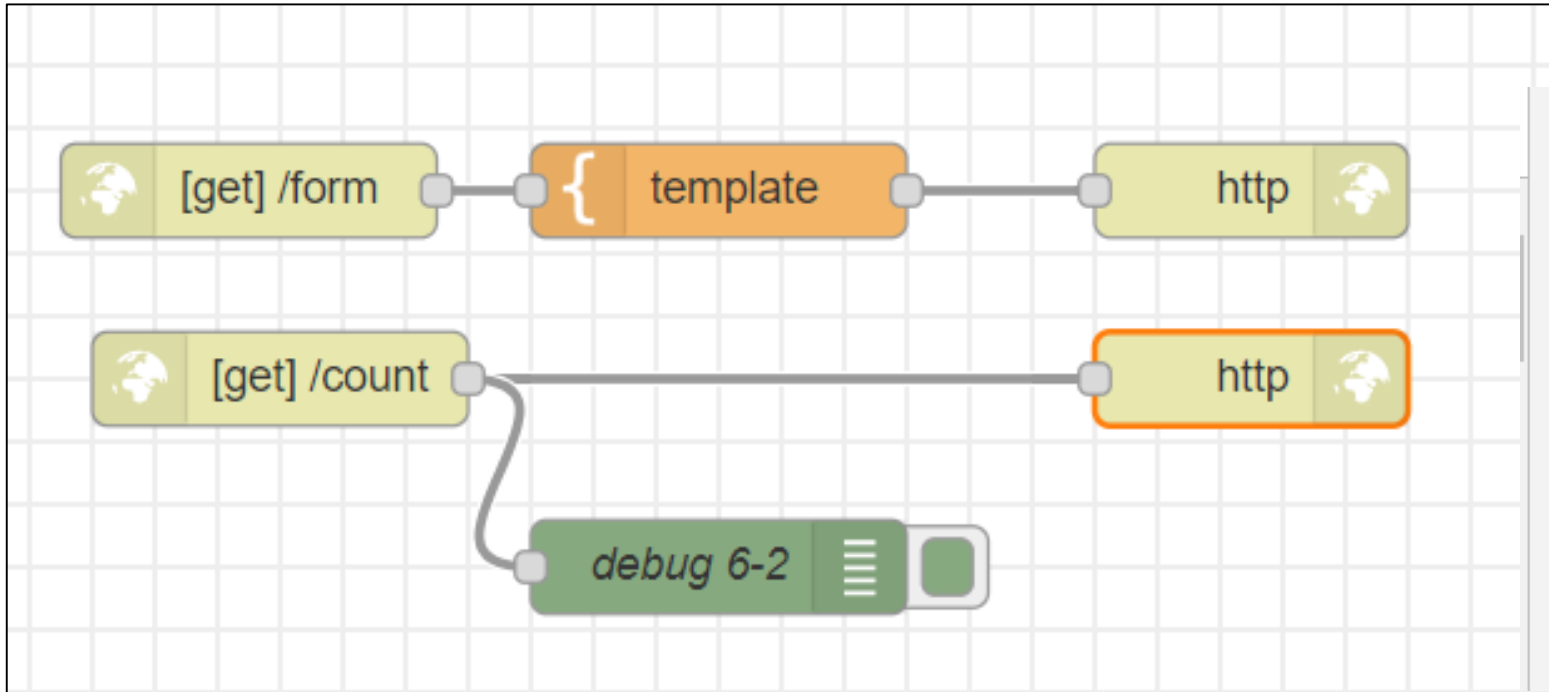 [get] /form
template
http
[get] /count
http
debug 6-2